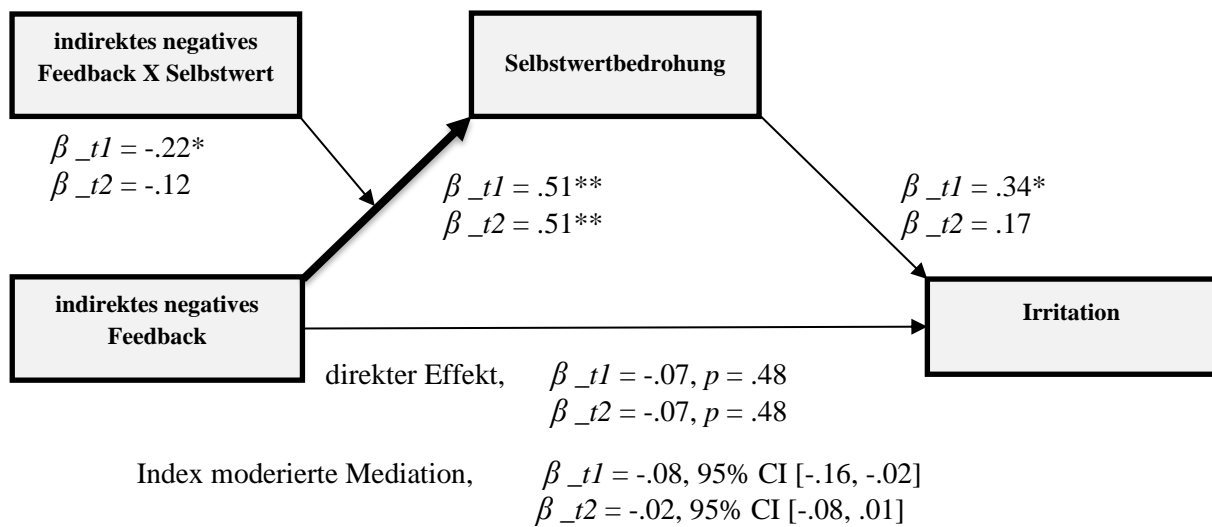 indirektes negatives
Feedback X Selbstwert
Selbstwertbedrohung
β _t1 = -.22*
β _t2 = -.12
β _t1 = .51**
β _t2 = .51**
β _t1 = .34*
β _t2 = .17
indirektes negatives
Feedback
Irritation
direkter Effekt, β _t1 = -.07, p = .48
β _t2 = -.07, p = .48
Index moderierte Mediation, β _t1 = -.08, 95% CI [-.16, -.02]
β _t2 = -.02, 95% CI [-.08, .01]